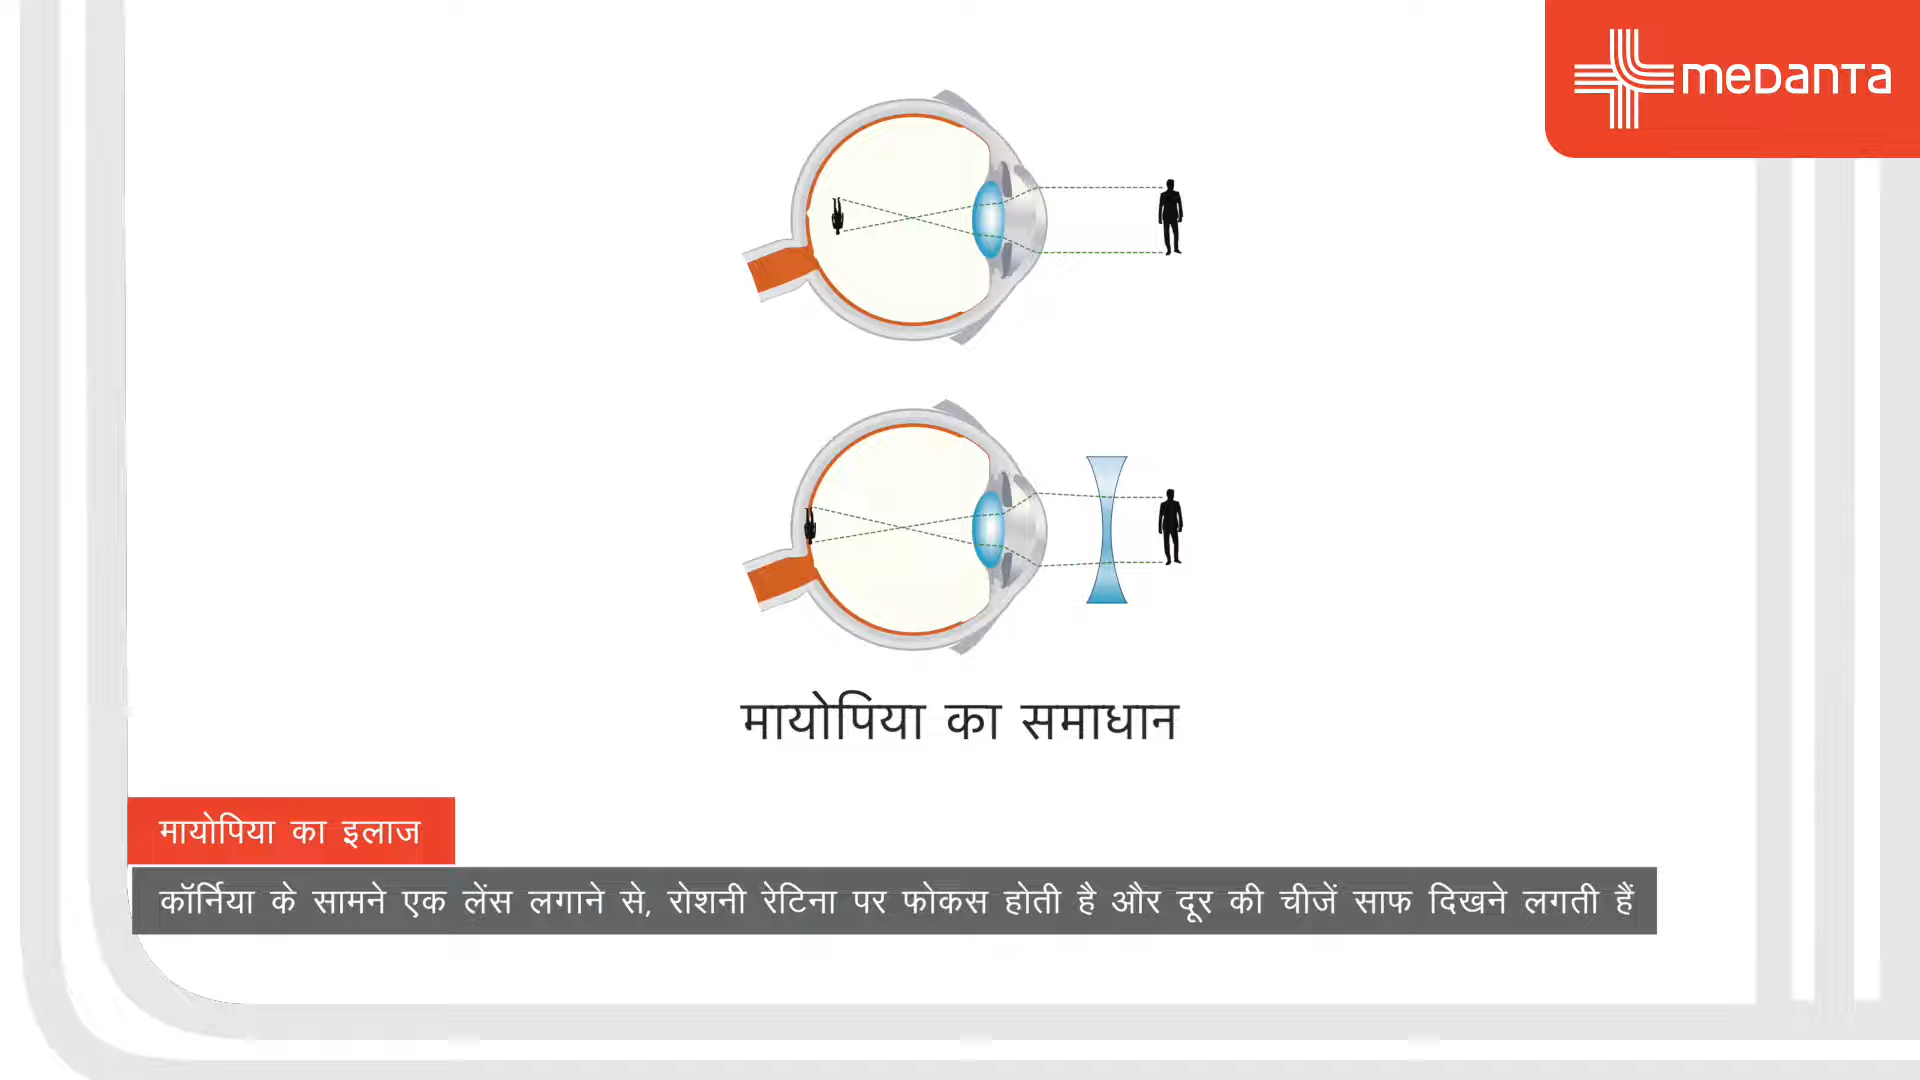 medanta
मायोपिया का समाधान
मायोपिया का इलाज
कॉर्निया के सामने एक लेंस लगाने से, रोशनी रेटिना पर फोकस होती है और दूर की चीजें साफ दिखने लगती हैं